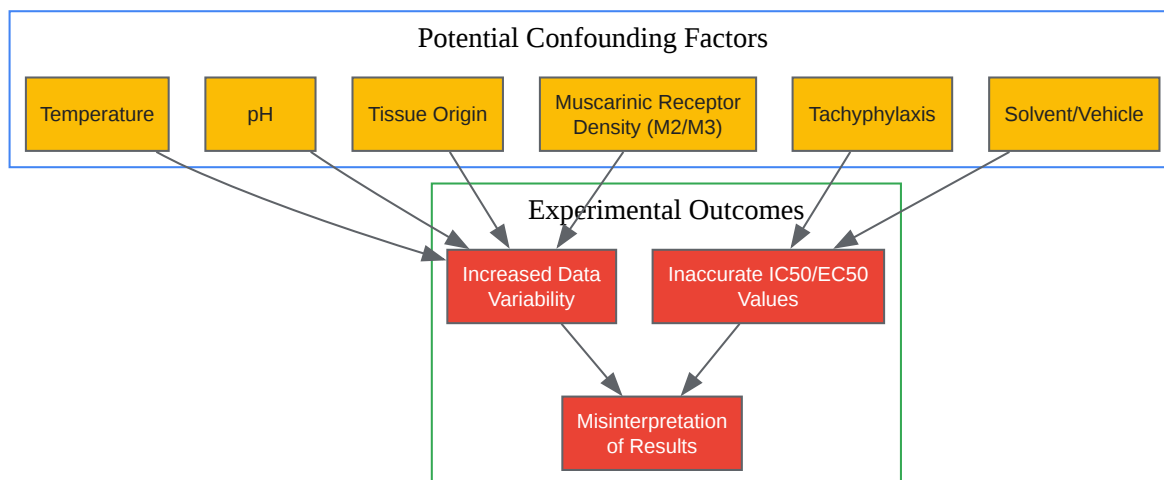 Potential Confounding Factors
Temperature
pH
Tissue Origin
Muscarinic Receptor
Density (M2/M3)
Tachyphylaxis
Solvent/Vehicle
Experimental Outcomes
Increased Data
Variability
Inaccurate IC50/EC50
Values
Misinterpretation
of Results